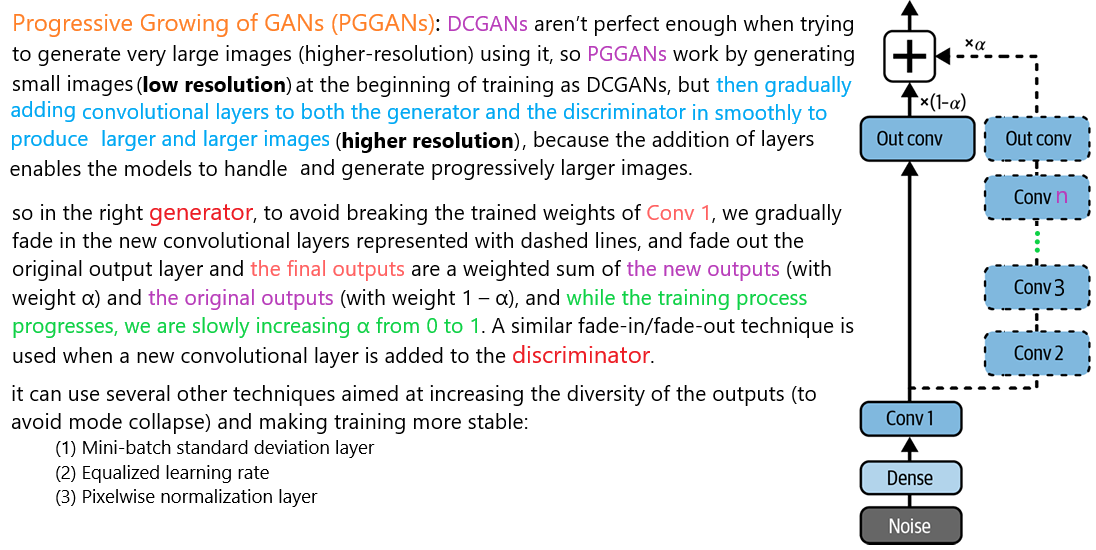 Progressive Growing of GANs (PGGANs): DCGANs aren't perfect enough when trying
to generate very large images (higher-resolution) using it, so PGGANs work by generating
small images (low resolution) at the beginning of training as DCGANs, but then gradually
adding convolutional layers to both the generator and the discriminator in smoothly to
produce larger and larger images (higher resolution), because the addition of layers
enables the models to handle and generate progressively larger images.
so in the right generator, to avoid breaking the trained weights of Conv 1, we gradually
fade in the new convolutional layers represented with dashed lines, and fade out the
original output layer and the final outputs are a weighted sum of the new outputs (with
weight α) and the original outputs (with weight 1 – α), and while the training process
progresses, we are slowly increasing α from 0 to 1. A similar fade-in/fade-out technique is
used when a new convolutional layer is added to the discriminator.
it can use several other techniques aimed at increasing the diversity of the outputs (to
avoid mode collapse) and making training more stable:
(1) Mini-batch standard deviation layer
(2) Equalized learning rate
(3) Pixelwise normalization layer
×α
+
×(1-α)
Out conv
Out conv
Conv n
Conv 3
Conv 2
Conv 1
Dense
Noise